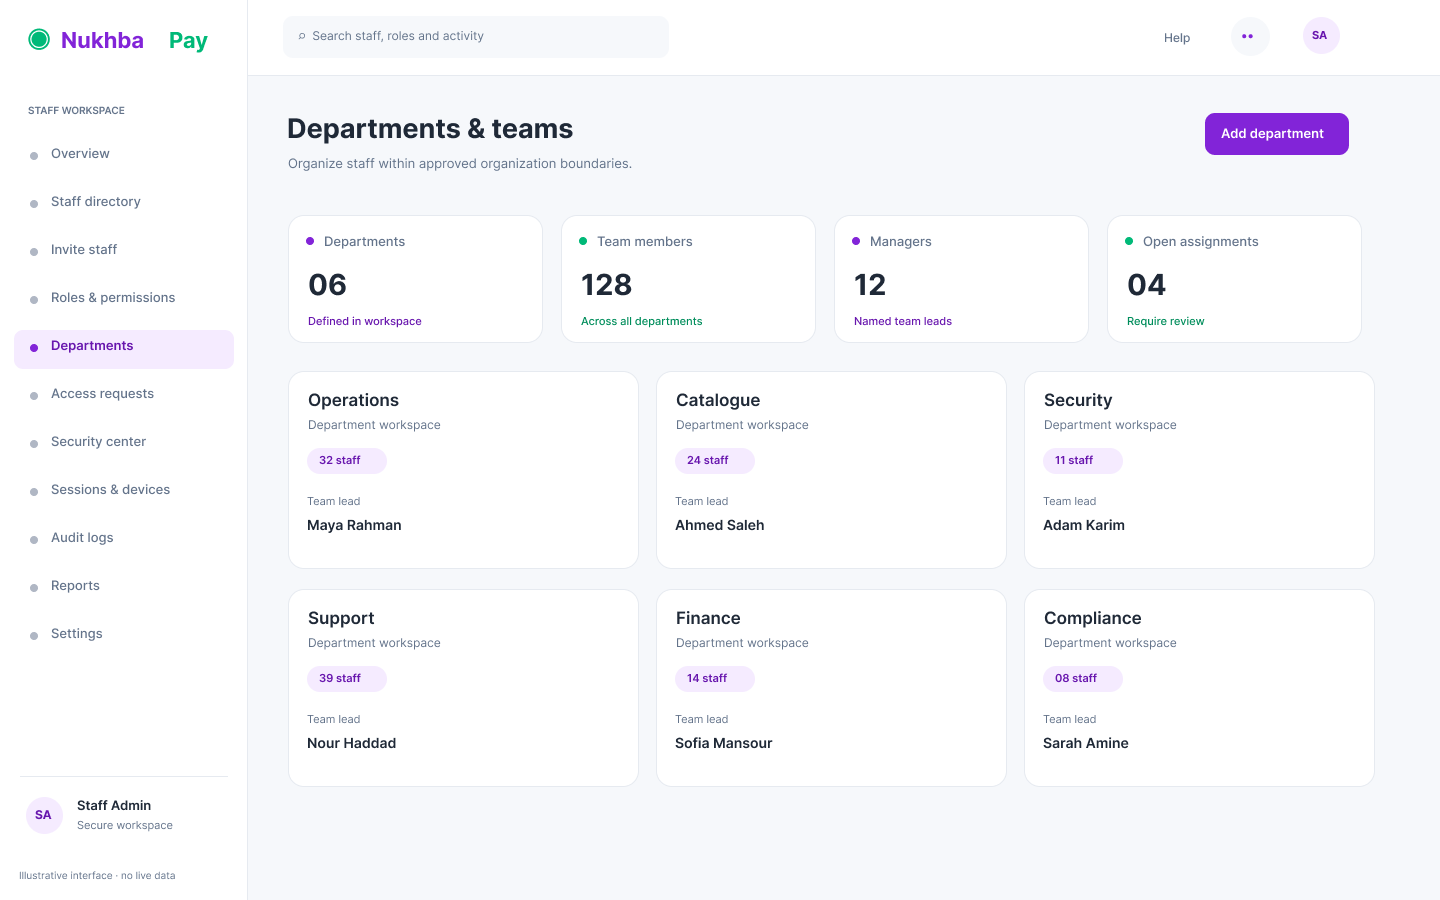 Nukhba Pay
STAFF WORKSPACE
Overview
Staff directory
Invite staff
Roles & permissions
Departments
Access requests
Security center
Sessions & devices
Audit logs
Reports
Settings
SA
Staff Admin
Secure workspace
Illustrative interface · no live data
Search staff, roles and activity
Help
SA
Departments & teams
Organize staff within approved organization boundaries.
Add department
Departments
06
Defined in workspace
Team members
128
Across all departments
Managers
12
Named team leads
Open assignments
04
Require review
Operations
Department workspace
32 staff
Team lead
Maya Rahman
Catalogue
Department workspace
24 staff
Team lead
Ahmed Saleh
Security
Department workspace
11 staff
Team lead
Adam Karim
Support
Department workspace
39 staff
Team lead
Nour Haddad
Finance
Department workspace
14 staff
Team lead
Sofia Mansour
Compliance
Department workspace
08 staff
Team lead
Sarah Amine